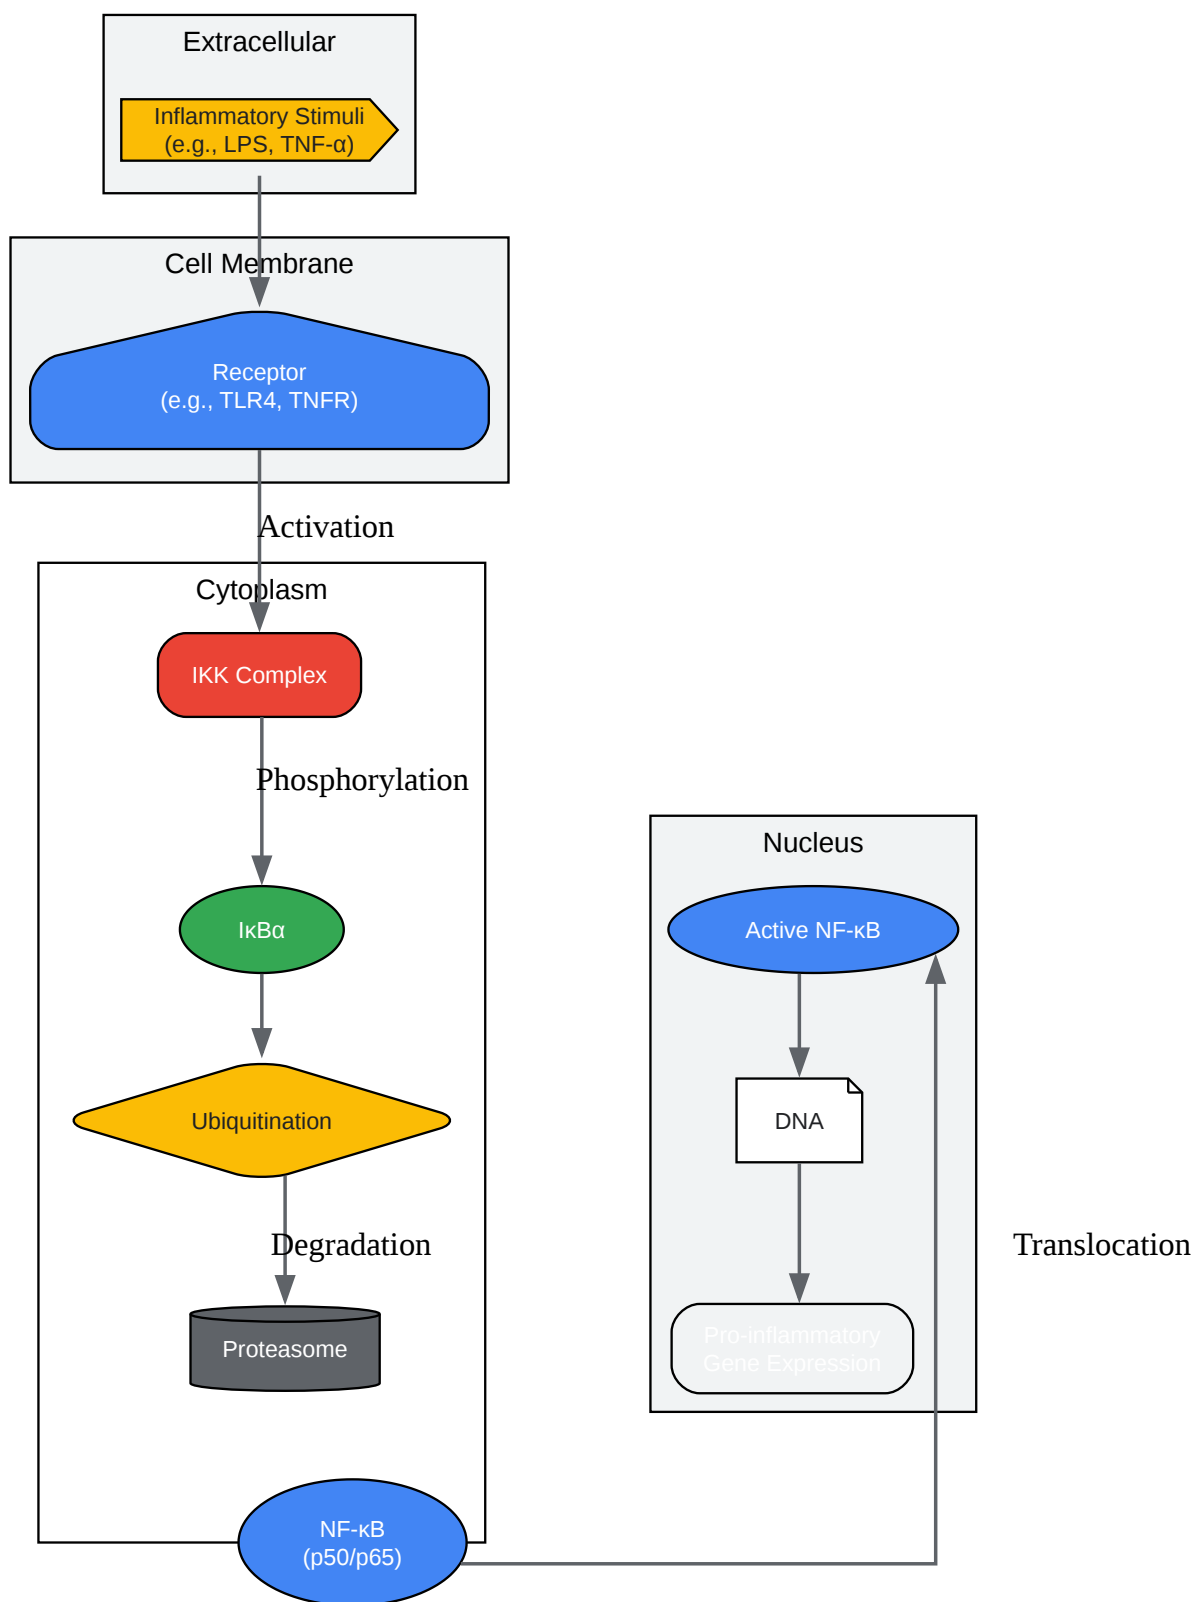 Extracellular
Inflammatory Stimuli
(e.g., LPS, TNF-α)
Cell Membrane
Receptor
(e.g., TLR4, TNFR)
Activation
Cytoplasm
IKK Complex
Phosphorylation
IκBα
Ubiquitination
Degradation
Proteasome
NF-κB
(p50/p65)
Nucleus
Active NF-κB
DNA
Pro-inflammatory
Gene Expression
Translocation